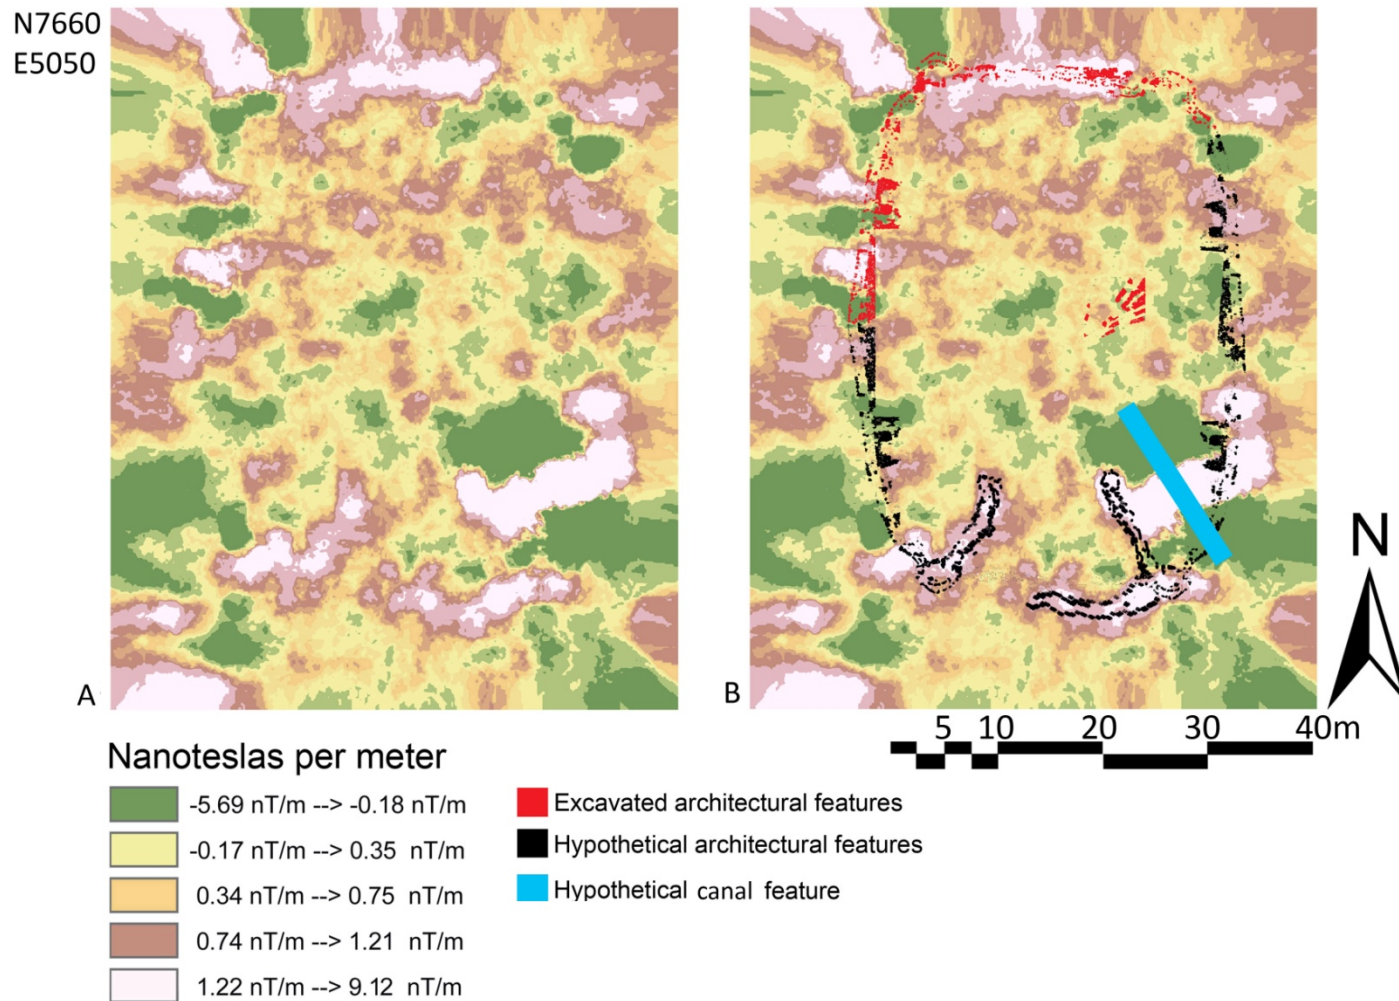 N7660
E5050
A
B
N
5 10 20 30 40m
Nanoteslas per meter
-5.69 nT/m --> -0.18 nT/m
-0.17 nT/m --> 0.35 nT/m
0.34 nT/m --> 0.75 nT/m
0.74 nT/m --> 1.21 nT/m
1.22 nT/m --> 9.12 nT/m
Excavated architectural features
Hypothetical architectural features
Hypothetical canal feature